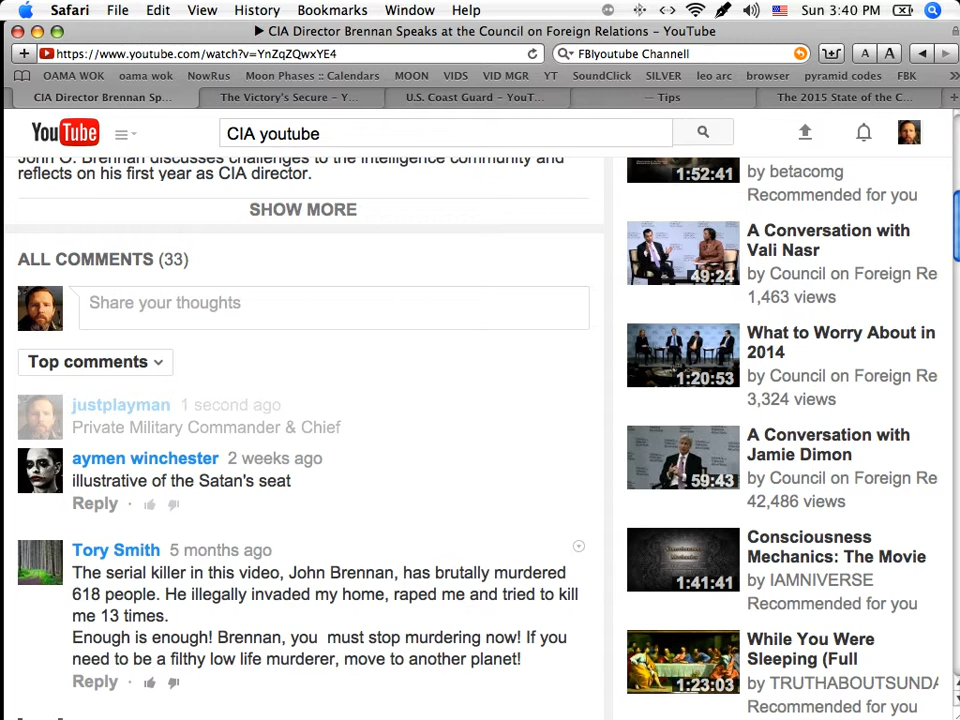 Safari File Edit View History Bookmarks Window Help Sun 3:40 PM
CIA Director Brennan Speaks at the Council on Foreign Relations – YouTube
https://www.youtube.com/watch?v=YnZqZQwxYE4 FBIyoutube Channell A A
OAMA WOK oama wok NowRus Moon Phases :: Calendars MOON VIDS VID MGR YT SoundClick SILVER leo arc browser pyramid codes FBK
CIA Director Brennan Sp... The Victory's Secure – Y... U.S. Coast Guard – YouT... — Tips The 2015 State of the C...
YouTube CIA youtube
John O. Brennan discusses challenges to the intelligence community and
reflects on his first year as CIA director.
SHOW MORE
ALL COMMENTS (33)
Share your thoughts
Top comments
justplayman 1 second ago
Private Military Commander & Chief
aymen winchester 2 weeks ago
illustrative of the Satan's seat
Reply ·
Tory Smith 5 months ago
The serial killer in this video, John Brennan, has brutally murdered
618 people. He illegally invaded my home, raped me and tried to kill
me 13 times.
Enough is enough! Brennan, you must stop murdering now! If you
need to be a filthy low life murderer, move to another planet!
Reply ·
1:52:41
by betacomg
Recommended for you
49:24
A Conversation with
Vali Nasr
by Council on Foreign Re
1,463 views
1:20:53
What to Worry About in
2014
by Council on Foreign Re
3,324 views
59:43
A Conversation with
Jamie Dimon
by Council on Foreign Re
42,486 views
1:41:41
Consciousness
Mechanics: The Movie
by IAMNIVERSE
Recommended for you
1:23:03
While You Were
Sleeping (Full
by TRUTHABOUTSUNDA
Recommended for you